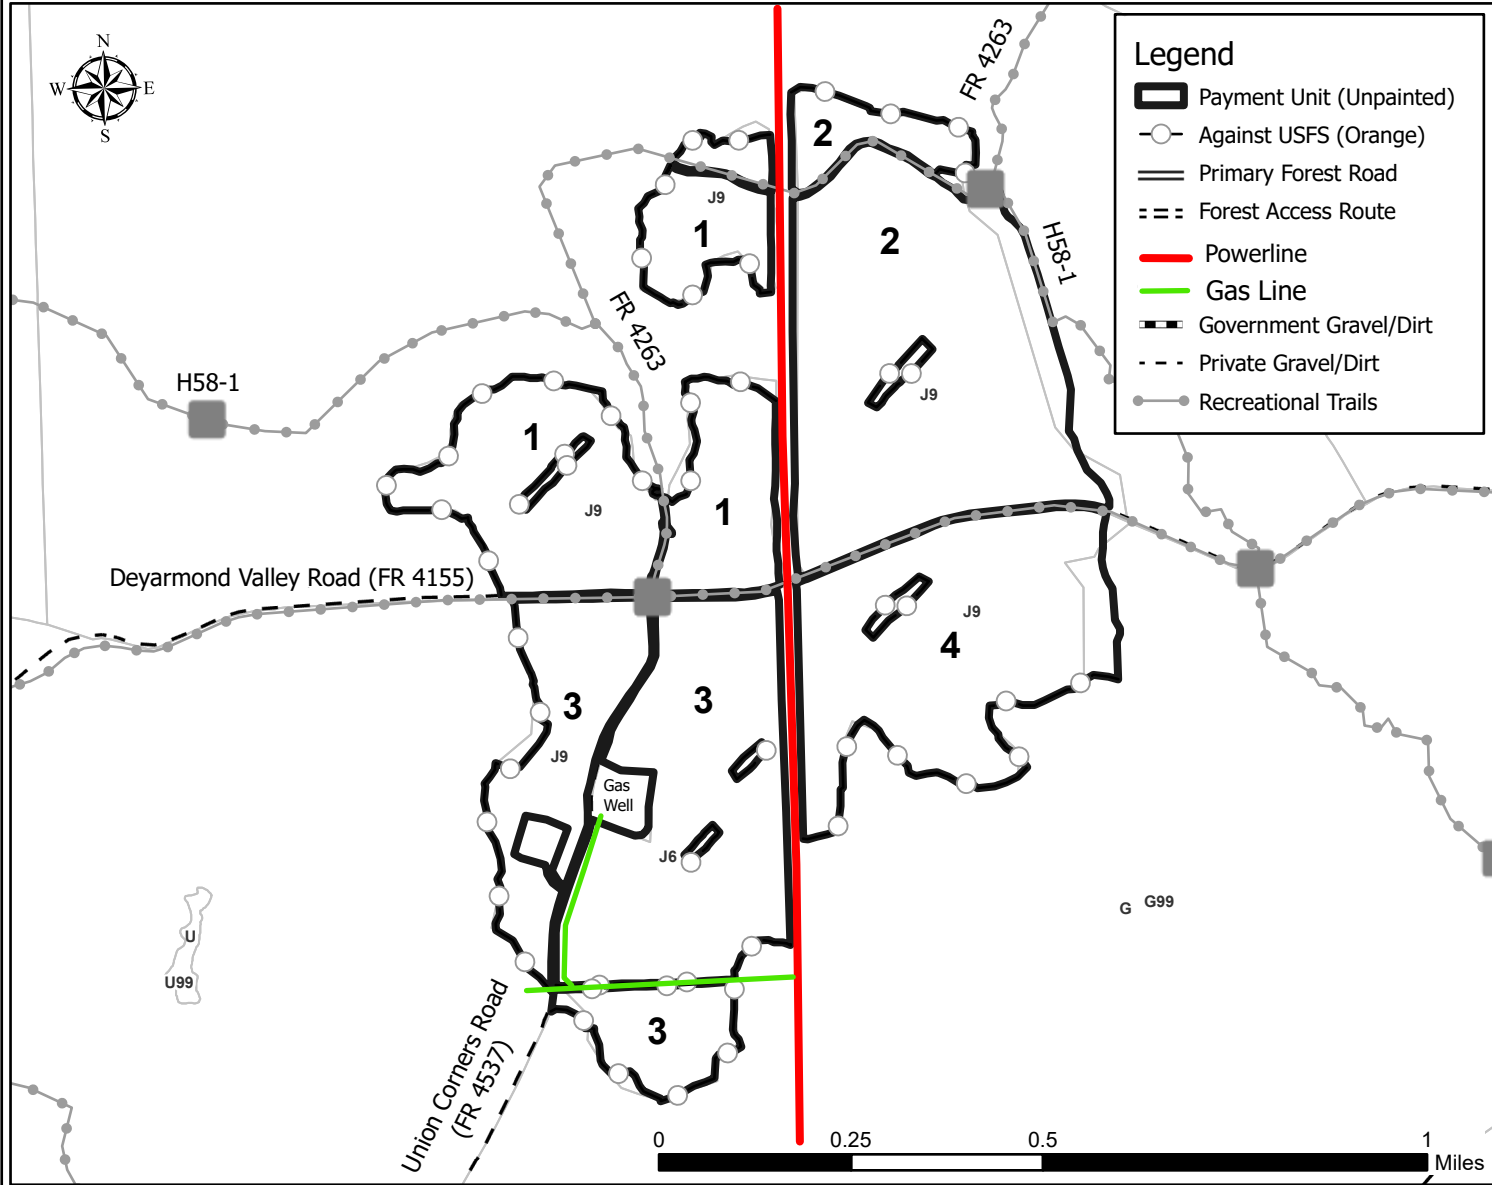 N
W E
S
FR 4263
Legend
Payment Unit (Unpainted)
Against USFS (Orange)
Primary Forest Road
Forest Access Route
Powerline
Gas Line
Government Gravel/Dirt
Private Gravel/Dirt
Recreational Trails
2
J9
1
2
H58-1
FR 4263
H58-1
J9
1
J9
1
Deyarmond Valley Road (FR 4155)
J9
4
3
3
J9
Gas
Well
J6
G G99
U
U99
3
Union Corners Road
(FR 4537)
0 0.25 0.5 1
Miles